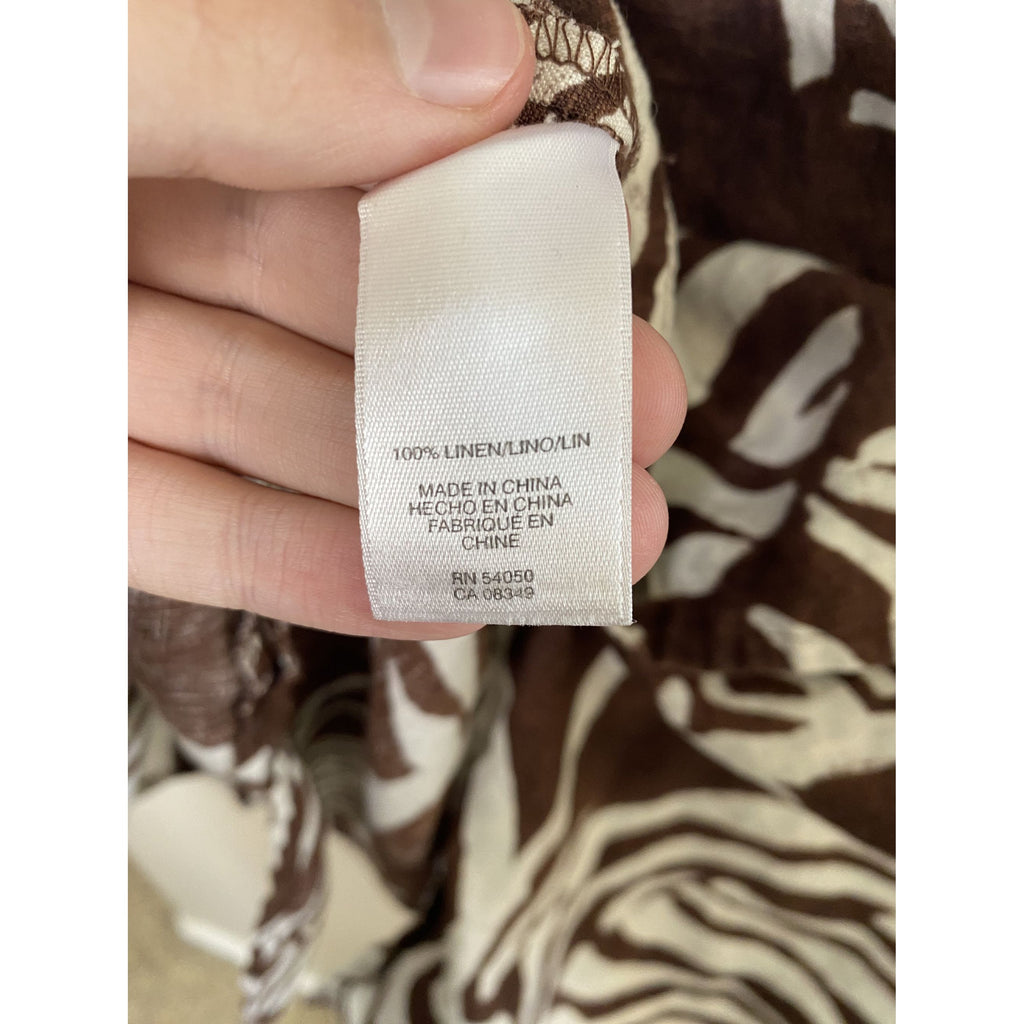 100% LINEN/LINO/LIN
MADE IN CHINA
HECHO EN CHINA
FABRIQUÉ EN
CHINE
RN 54050
CA 08349